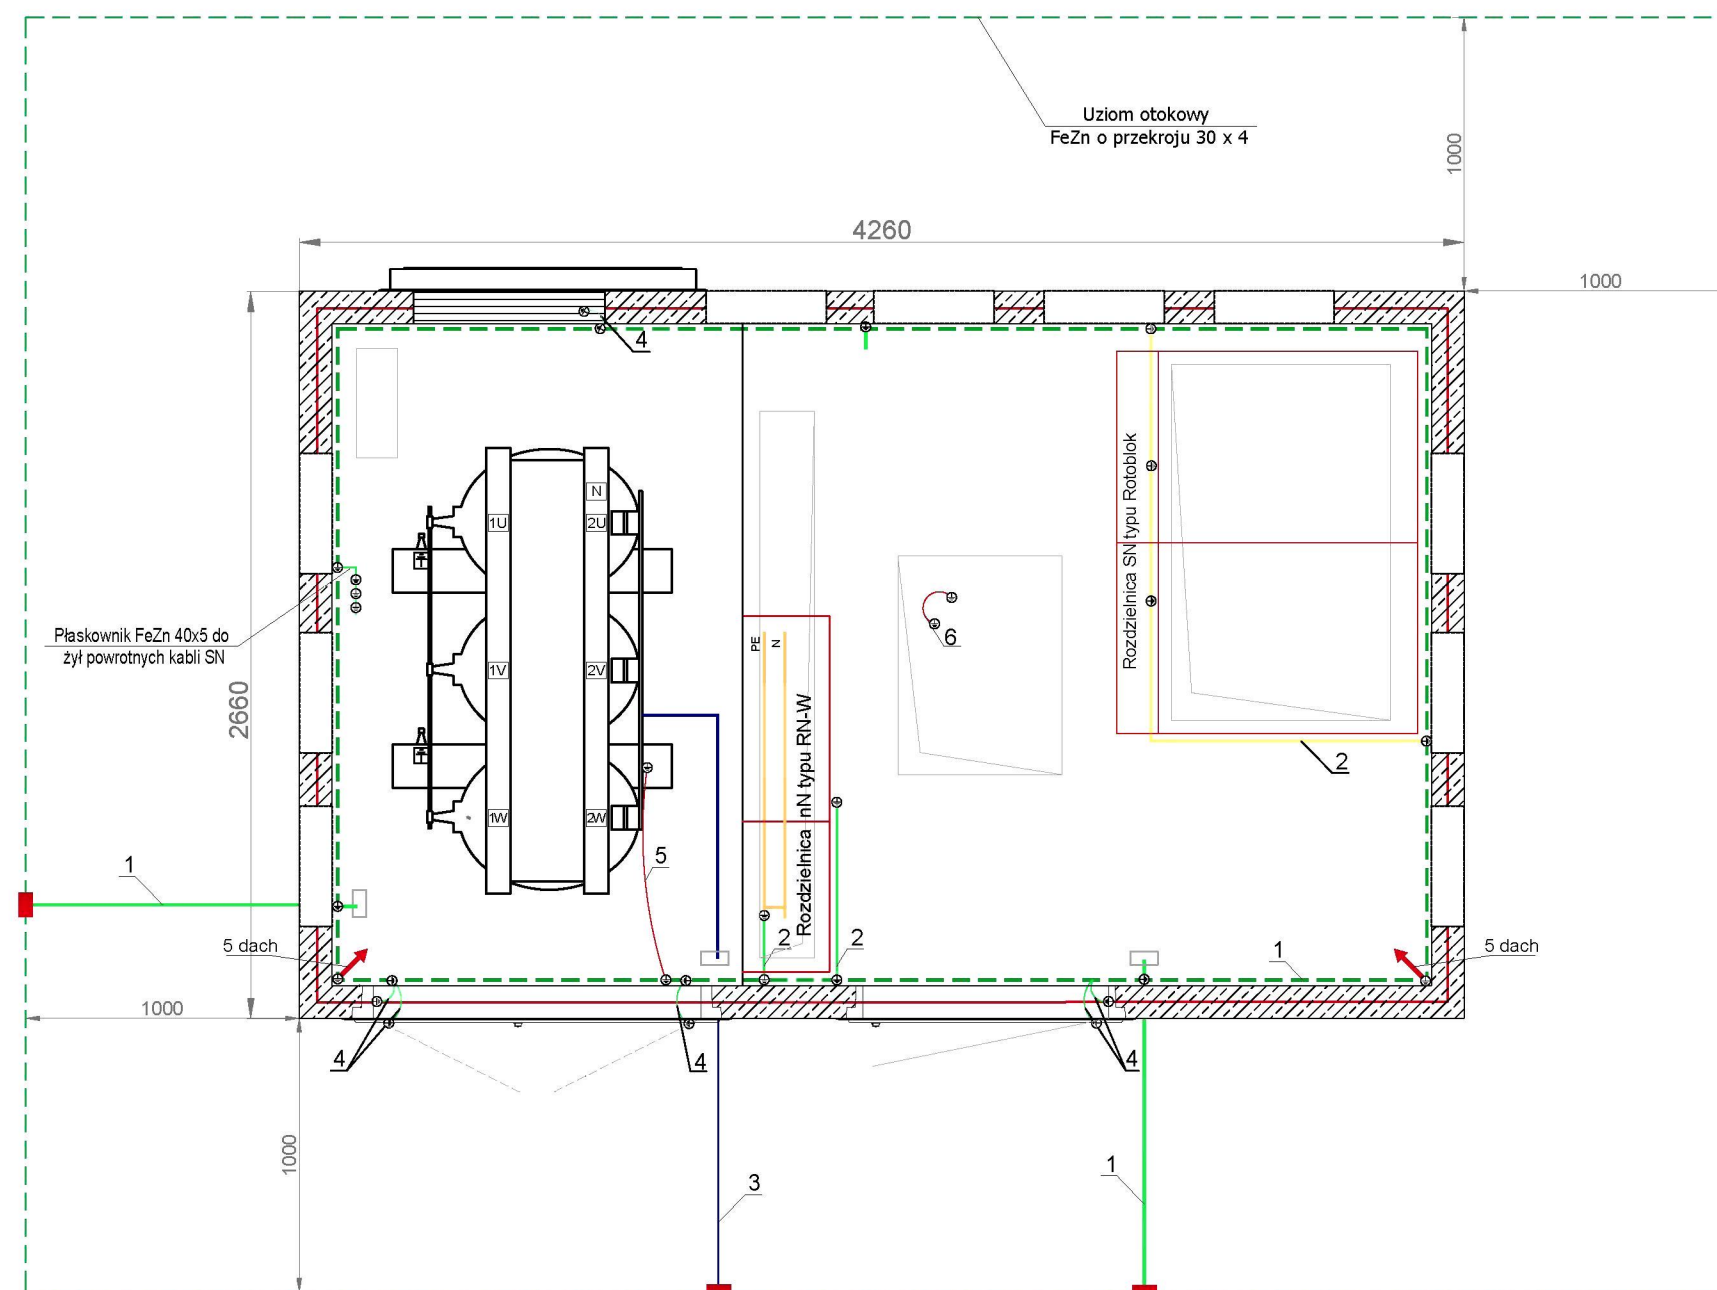 Uziom otokowy
FeZn o przekroju 30 x 4
1000
4260
1000
4
N
1U
2U
Rozdzielnica SN typu Rotoblok
Płaskownik FeZn 40x5 do
żył powrotnych kabli SN
6
PE
N
1V
2V
2660
Rozdzielnica nN typu RN-W
2
1W
2W
1
5
2
2
5 dach
1
5 dach
1000
4
4
4
1000
3
1